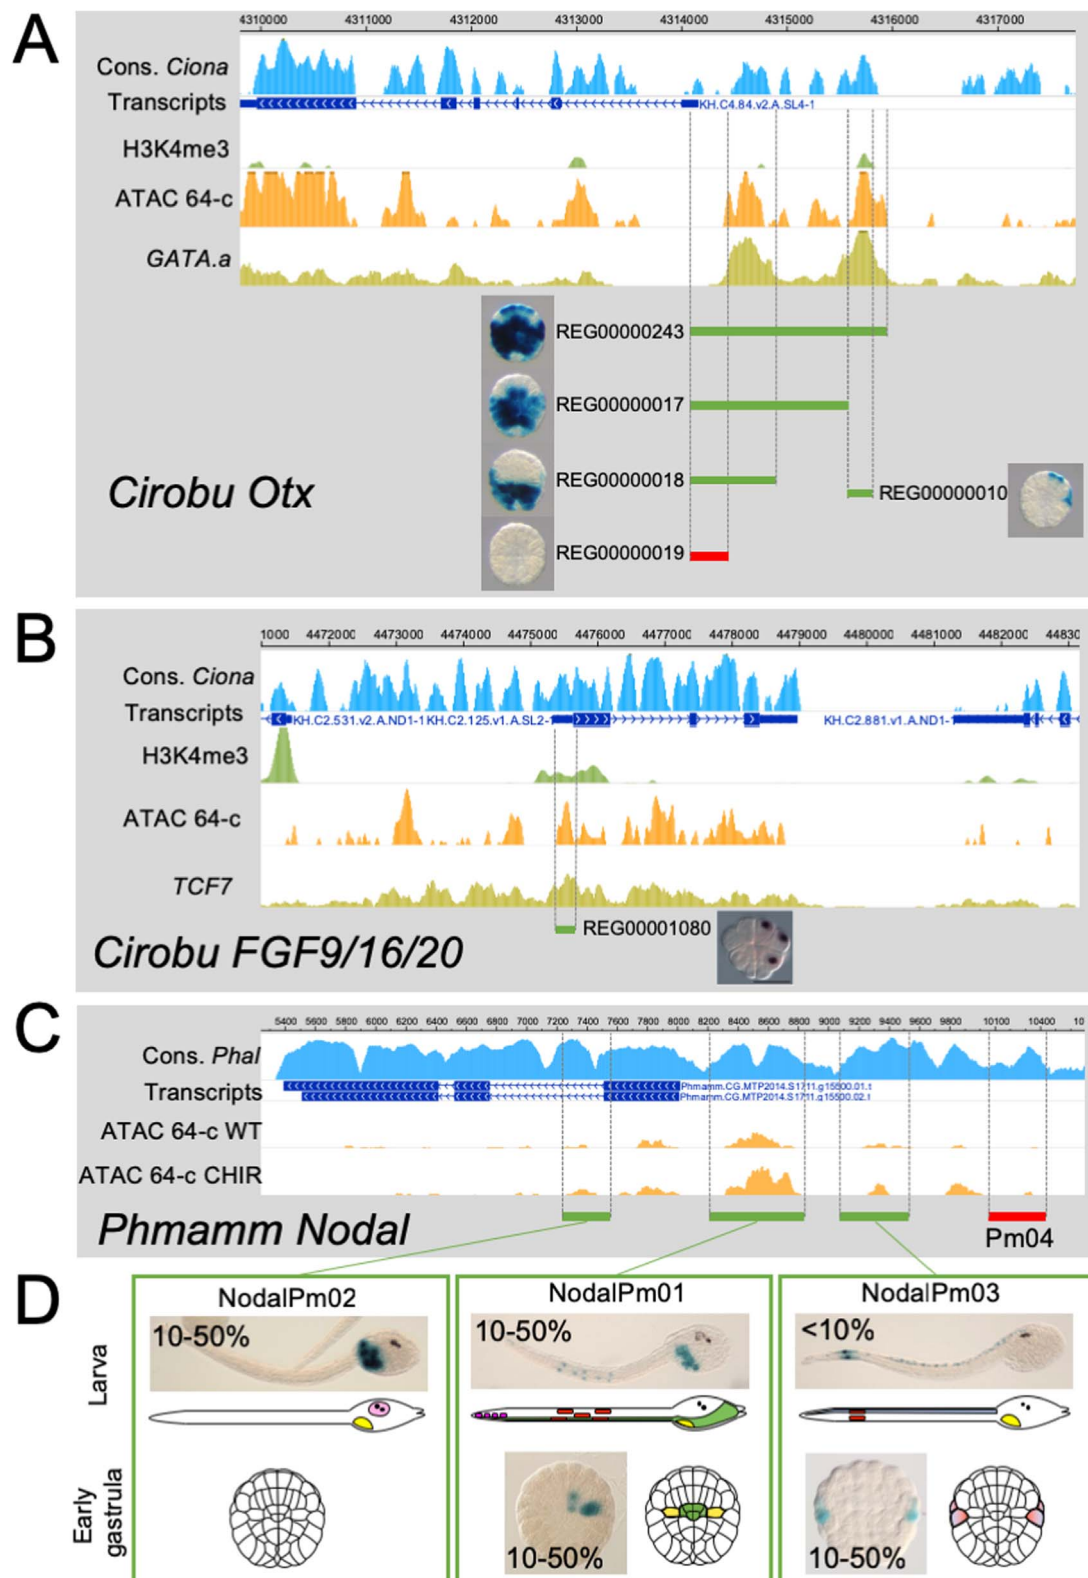 A
4310000 4311000 4312000 4313000 4314000 4315000 4316000 4317000
Cons. Ciona
Transcripts
KH.C4.84.v2.A.SL4-1
H3K4me3
ATAC 64-c
GATA.a
REG00000243
REG00000017
REG00000018
REG00000010
REG00000019
Cirobu Otx
B
1000 4472000 4473000 4474000 4475000 4476000 4477000 4478000 4479000 4480000 4481000 4482000 4483
Cons. Ciona
Transcripts
KH.C2.531.v2.A.ND1-1 KH.C2.125.v1.A.SL2-1 KH.C2.881.v1.A.ND1-1
H3K4me3
ATAC 64-c
TCF7
REG00001080
Cirobu FGF9/16/20
C
5400 5600 5800 6000 6200 6400 6600 6800 7000 7200 7400 7600 7800 8000 8200 8400 8600 8800 9000 9200 9400 9600 9800 10100 10400 10
Cons. Phal
Transcripts
Phmamm.CG.MTP2014.S1711.g15500.01.t
Phmamm.CG.MTP2014.S1711.g15500.02.t
ATAC 64-c WT
ATAC 64-c CHIR
Phmamm Nodal
Pm04
D
NodalPm02 NodalPm01 NodalPm03
Larva
10-50% 10-50% <10%
Early
gastrula
10-50% 10-50%